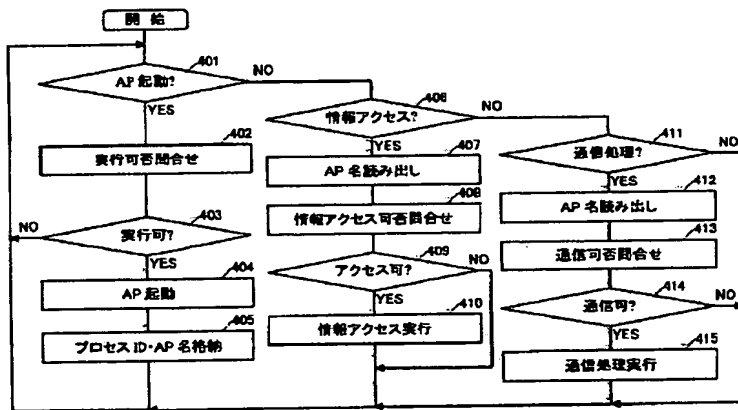 開始
401
AP起動?
NO
YES
402
実行可否問合せ
403
NO
実行可?
YES
404
AP起動
405
プロセスID・AP名格納
406
情報アクセス?
NO
YES
407
AP名読み出し
408
情報アクセス可否問合せ
409
アクセス可?
NO
YES
410
情報アクセス実行
411
通信処理?
NO
YES
412
AP名読み出し
413
通信可否問合せ
414
通信可?
NO
YES
415
通信処理実行